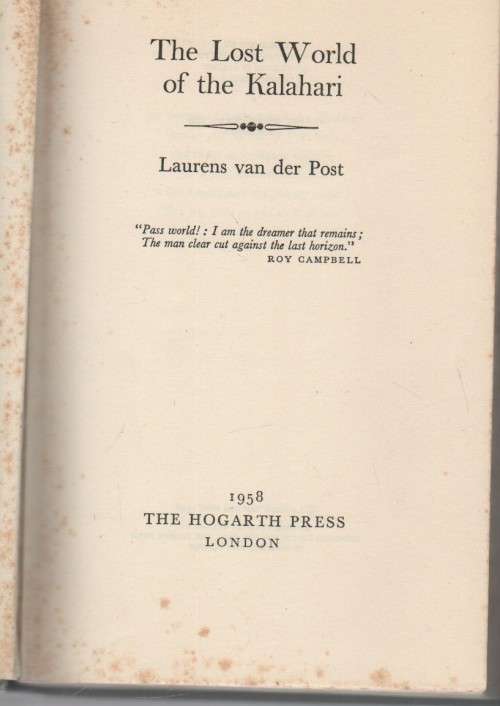 The Lost World
of the Kalahari
Laurens van der Post
"Pass world! : I am the dreamer that remains ;
The man clear cut against the last horizon."
ROY CAMPBELL
1958
THE HOGARTH PRESS
LONDON